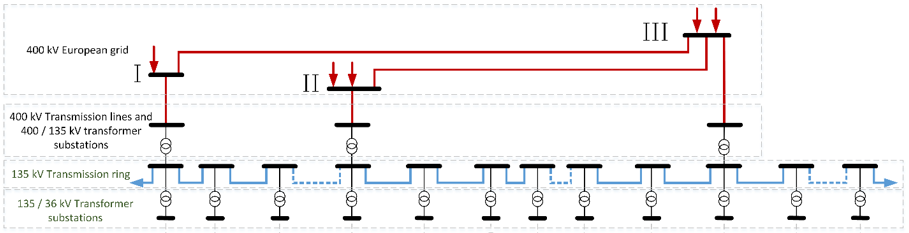 III
400 kV European grid
I
II
400 kV Transmission lines and
400 / 135 kV transformer
substations
135 kV Transmission ring
135 / 36 kV Transformer
substations